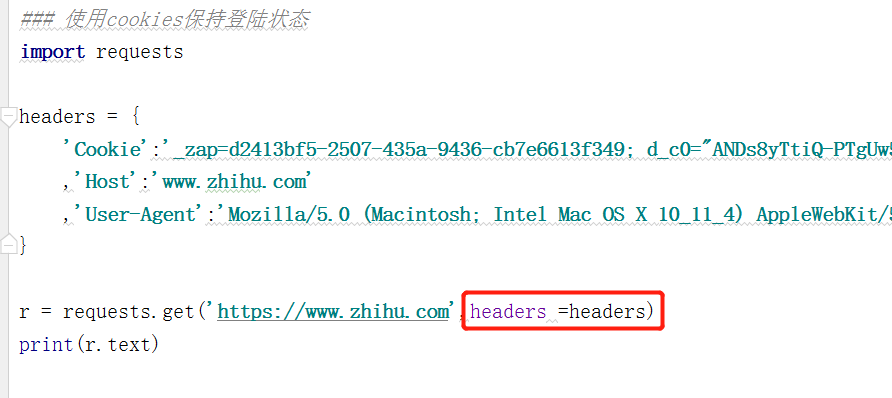 ### 使用cookies保持登陆状态
import requests
headers = {
'Cookie':'_zap=d2413bf5-2507-435a-9436-cb7e6613f349; d_c0="ANDs8yTtiQ-PTgUw
,'Host':'www.zhihu.com'
,'User-Agent':'Mozilla/5.0 (Macintosh; Intel Mac OS X 10_11_4) AppleWebKit/
}
r = requests.get('https://www.zhihu.com',headers =headers)
print(r.text)